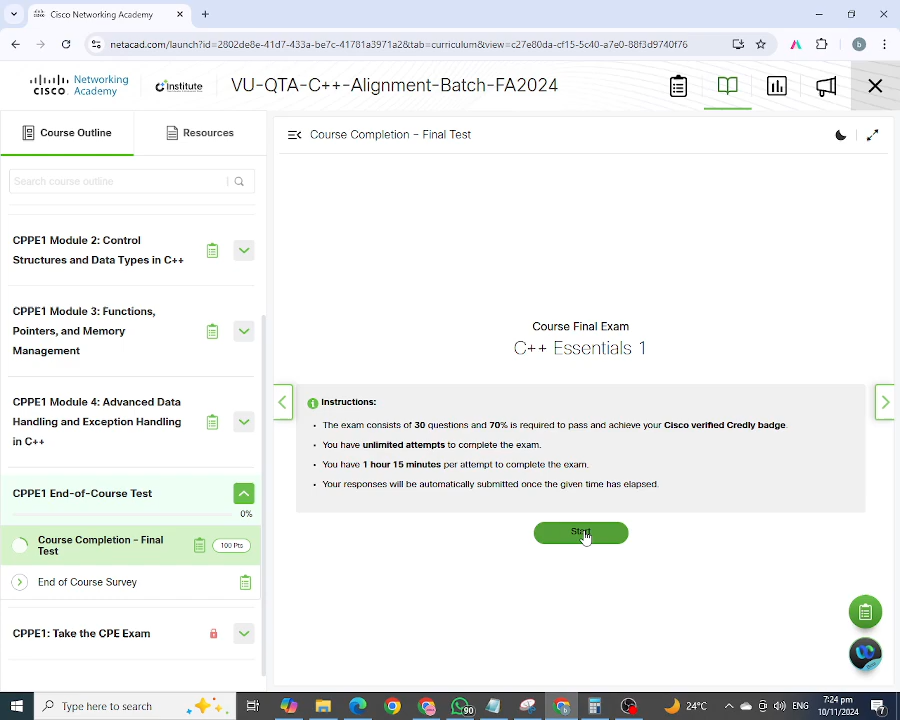 Cisco Networking Academy
netacad.com/launch?id=2802de8e-41d7-433a-be7c-41781a3971a2&tab=curriculum&view=c27e80da-cf15-5c40-a7e0-88f3d9740f76
b
CISCO Networking Academy
C++ Institute
VU-QTA-C++-Alignment-Batch-FA2024
Course Outline
Resources
Course Completion – Final Test
Search course outline
CPPE1 Module 2: Control
Structures and Data Types in C++
CPPE1 Module 3: Functions,
Pointers, and Memory
Management
CPPE1 Module 4: Advanced Data
Handling and Exception Handling
in C++
CPPE1 End-of-Course Test
0%
Course Completion – Final
Test
100 Pts
End of Course Survey
CPPE1: Take the CPE Exam
Course Final Exam
C++ Essentials 1
Instructions:
The exam consists of 30 questions and 70% is required to pass and achieve your Cisco verified Credly badge.
You have unlimited attempts to complete the exam.
You have 1 hour 15 minutes per attempt to complete the exam.
Your responses will be automatically submitted once the given time has elapsed.
Start
Type here to search
90
24°C
ENG
7:24 pm
10/11/2024
7